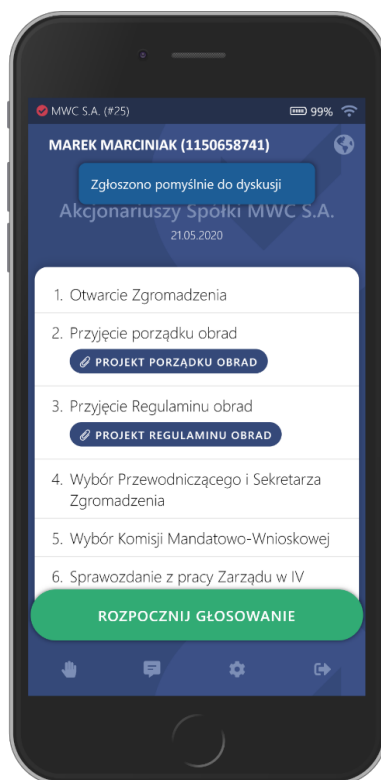 MWC S.A. (#25)
99%
MAREK MARCINIAK (1150658741)
Zgłoszono pomyślnie do dyskusji
Akcjonariuszy Spółki MWC S.A.
21.05.2020
1. Otwarcie Zgromadzenia
2. Przyjęcie porządku obrad
PROJEKT PORZĄDKU OBRAD
3. Przyjęcie Regulaminu obrad
PROJEKT REGULAMINU OBRAD
4. Wybór Przewodniczącego i Sekretarza
Zgromadzenia
5. Wybór Komisji Mandatowo-Wnioskowej
6. Sprawozdanie z pracy Zarządu w IV
ROZPOCZNIJ GŁOSOWANIE